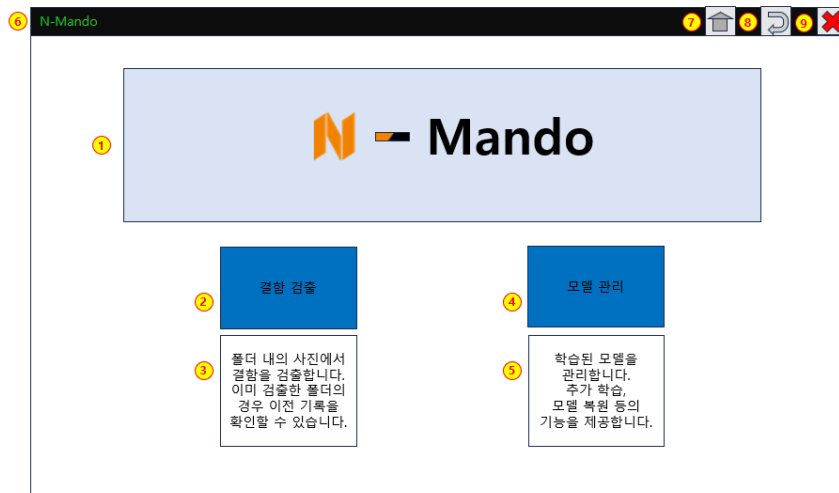 6 N-Mando 7 8 9
1 N - Mando
2 결함 검출
4 모델 관리
3 폴더 내의 사진에서
결함을 검출합니다.
이미 검출한 폴더의
경우 이전 기록을
확인할 수 있습니다.
5 학습된 모델을
관리합니다.
추가 학습,
모델 복원 등의
기능을 제공합니다.